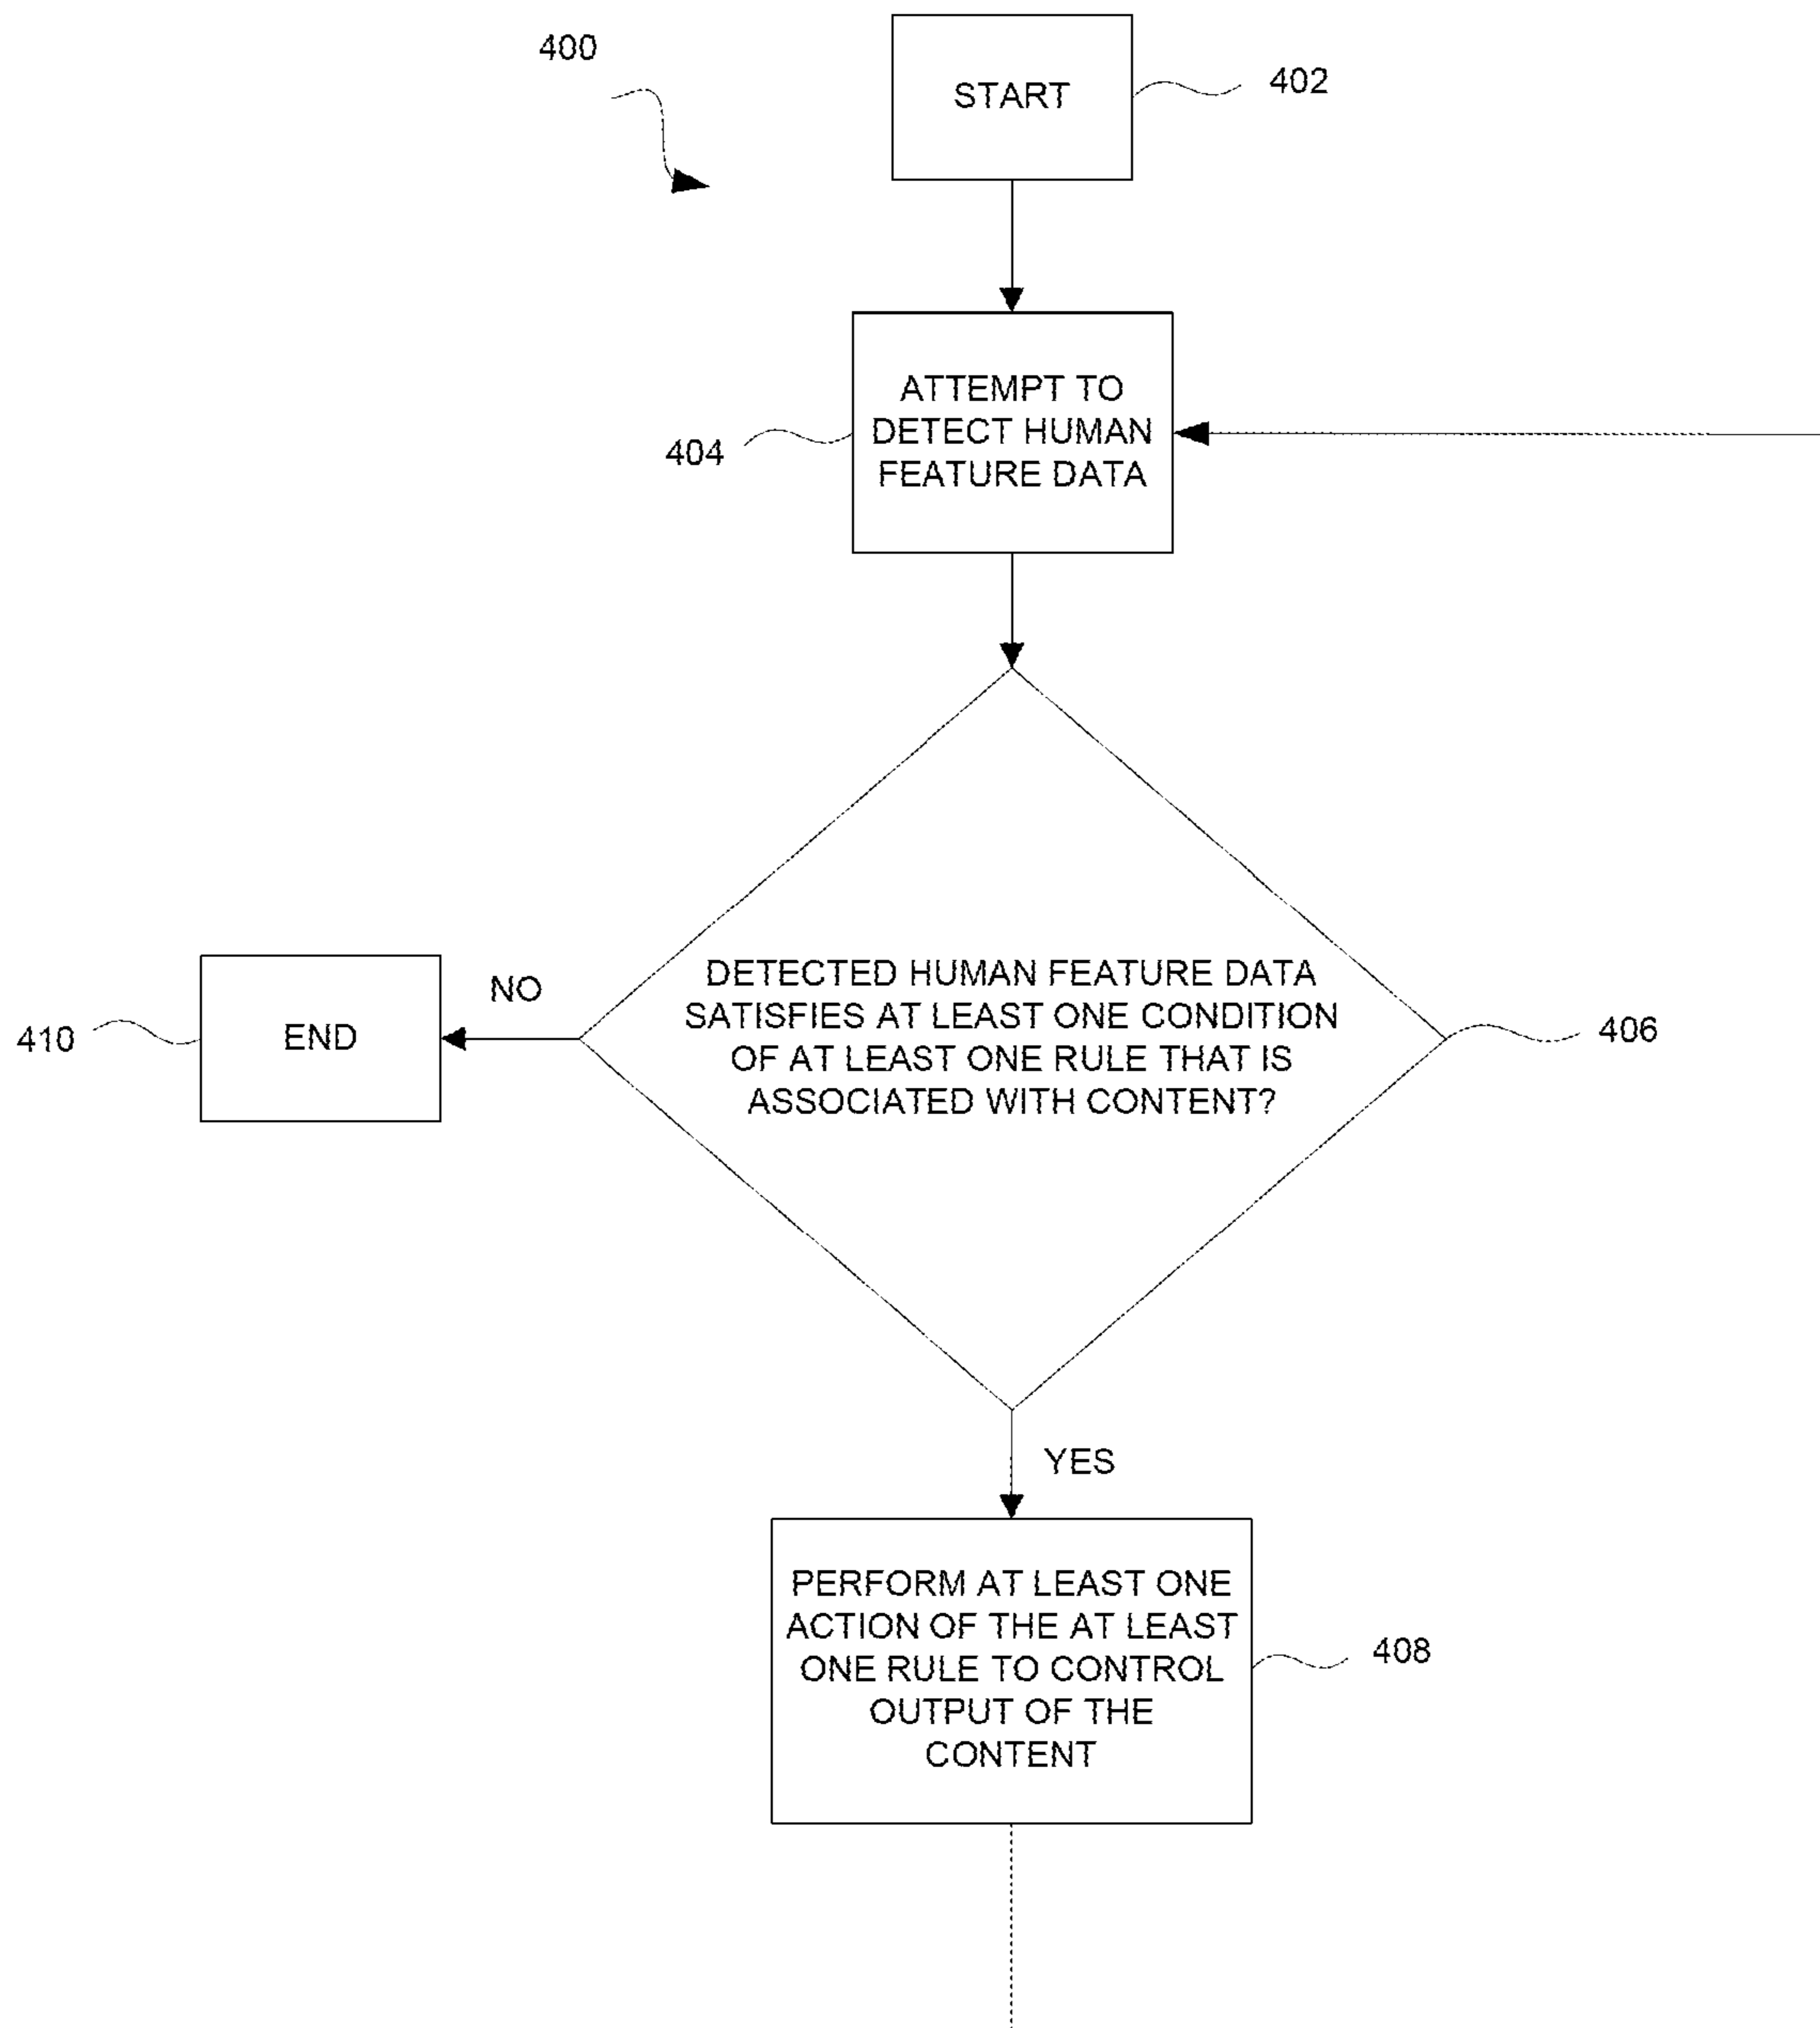 400
START
402
ATTEMPT TO
DETECT HUMAN
FEATURE DATA
404
DETECTED HUMAN FEATURE DATA
SATISFIES AT LEAST ONE CONDITION
OF AT LEAST ONE RULE THAT IS
ASSOCIATED WITH CONTENT?
406
NO
END
410
YES
PERFORM AT LEAST ONE
ACTION OF THE AT LEAST
ONE RULE TO CONTROL
OUTPUT OF THE
CONTENT
408